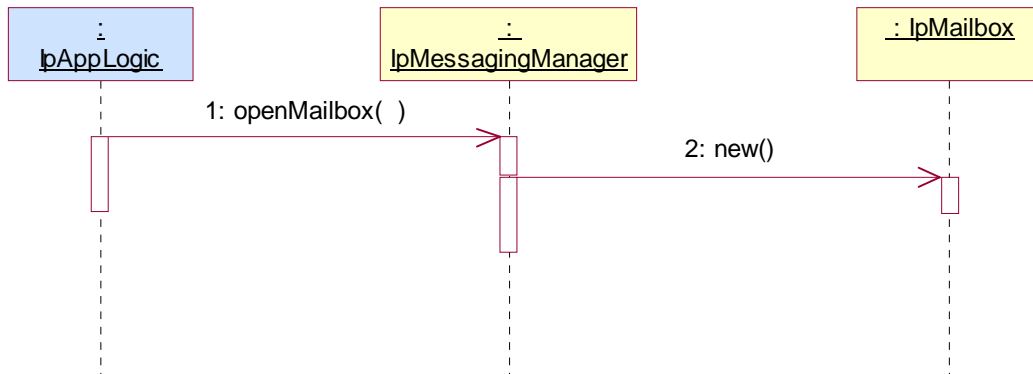 :
IpAppLogic
:
IpMessagingManager
: IpMailbox
1: openMailbox( )
2: new()